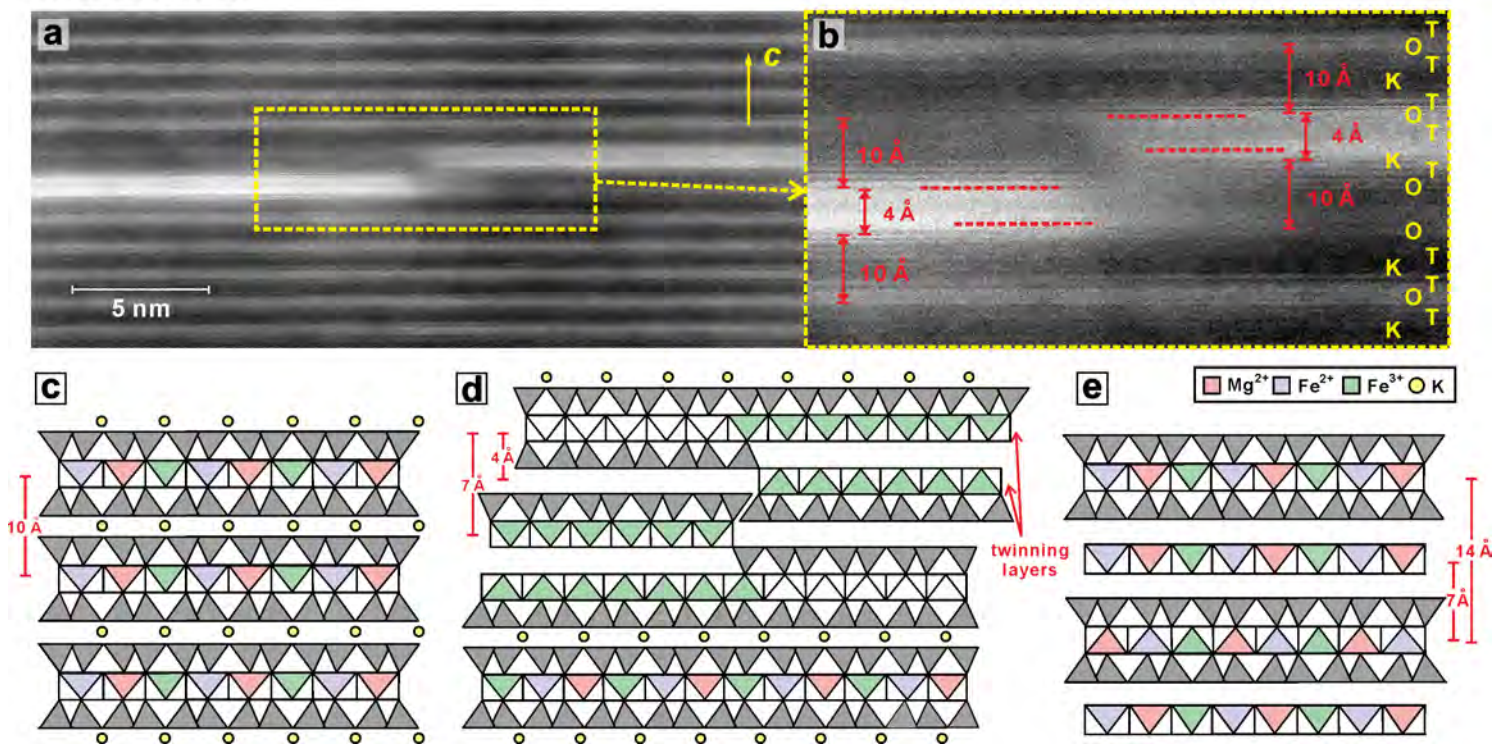 a
c
5 nm
b
10 Å
4 Å
10 Å
10 Å
4 Å
10 Å
T
O
T
K
T
O
T
K
T
O
O
T
K
T
O
T
K
c
10 Å
d
4 Å
7 Å
twinning
layers
e
Mg²⁺ Fe²⁺ Fe³⁺ K
14 Å
7 Å